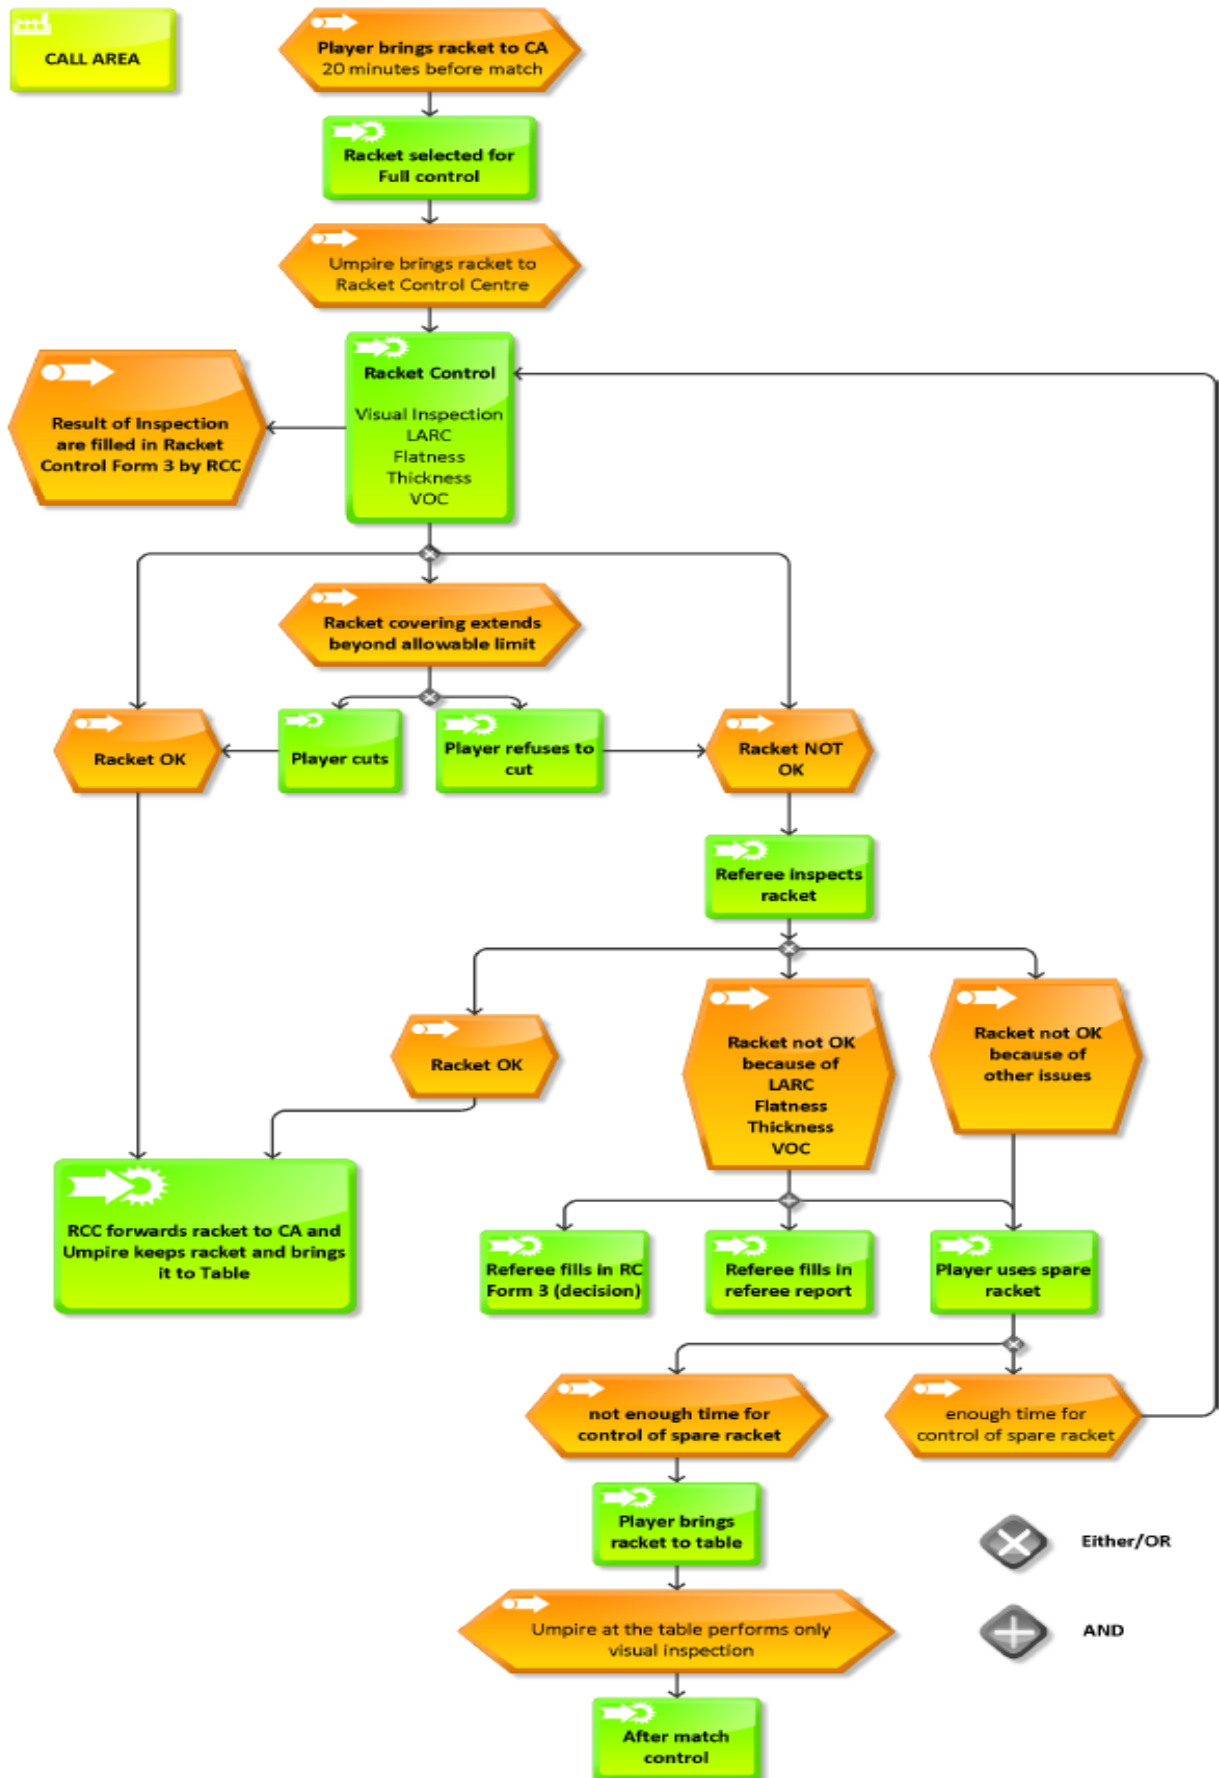 CALL AREA
Player brings racket to CA
20 minutes before match
Racket selected for
Full control
Umpire brings racket to
Racket Control Centre
Racket Control
Visual Inspection
LARC
Flatness
Thickness
VOC
Result of Inspection
are filled in Racket
Control Form 3 by RCC
Racket covering extends
beyond allowable limit
Racket OK
Player cuts
Player refuses to
cut
Racket NOT
OK
Referee inspects
racket
Racket OK
Racket not OK
because of
LARC
Flatness
Thickness
VOC
Racket not OK
because of
other issues
RCC forwards racket to CA and
Umpire keeps racket and brings
it to Table
Referee fills in RC
Form 3 (decision)
Referee fills in
referee report
Player uses spare
racket
not enough time for
control of spare racket
enough time for
control of spare racket
Player brings
racket to table
Either/OR
Umpire at the table performs only
visual inspection
AND
After match
control